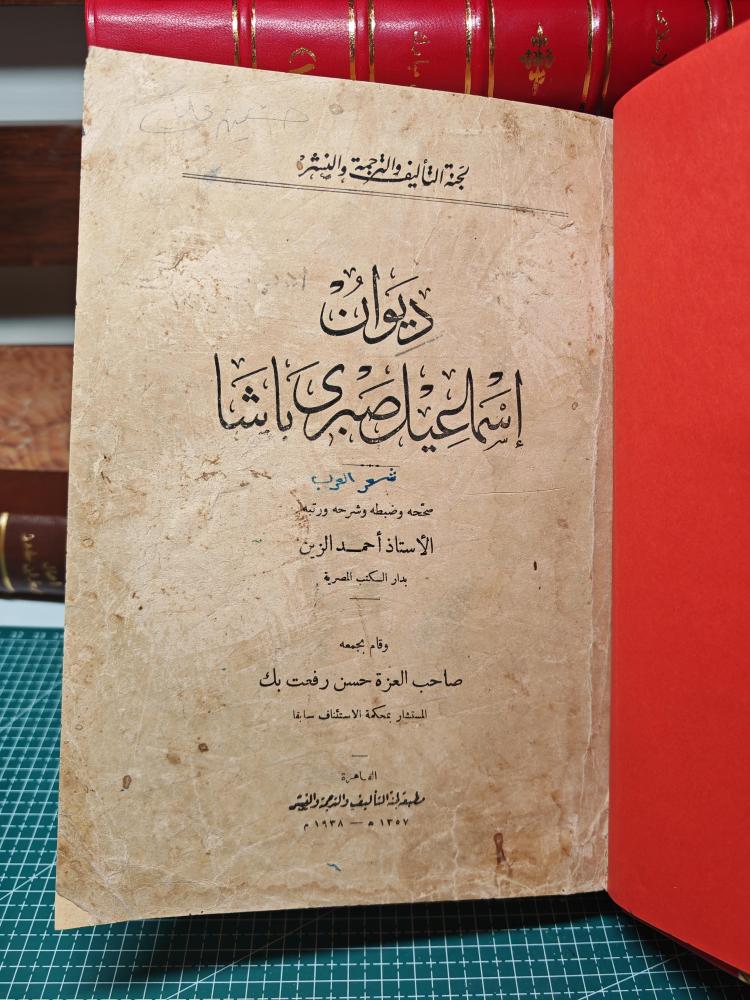 لجنة التأليف والترجمة والنشر
ديوان
إسماعيل صبري باشا
شعر العرب
صححه وضبطه وشرحه ورتبه
الأستاذ أحمد الزين
بدار الكتب المصرية
وقام بجمعه
صاحب العزة حسن رفعت بك
المستشار بمحكمة الاستئناف سابقا
القاهرة
مطبعة لجنة التأليف والترجمة والنشر
١٣٥٧ ه — ١٩٣٨ م